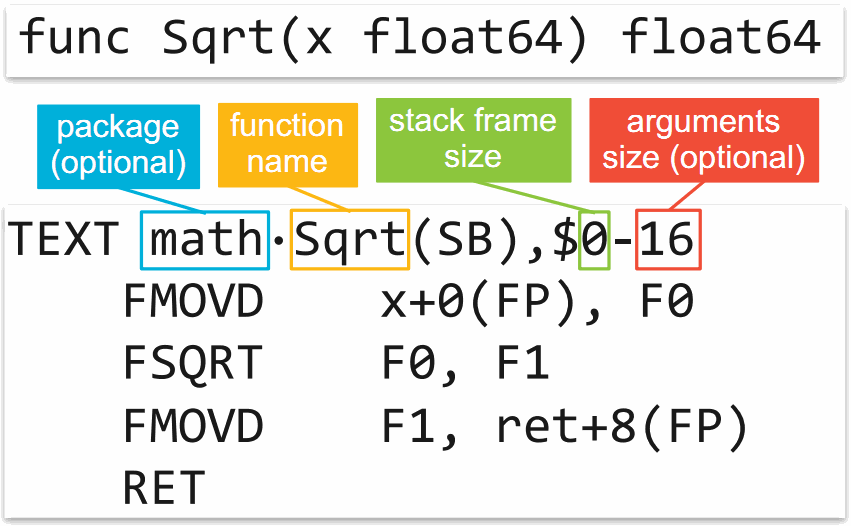 func Sqrt(x float64) float64
package (optional)
function name
stack frame size
arguments size (optional)
TEXT math·Sqrt(SB),$0-16
FMOVD x+0(FP), F0
FSQRT F0, F1
FMOVD F1, ret+8(FP)
RET